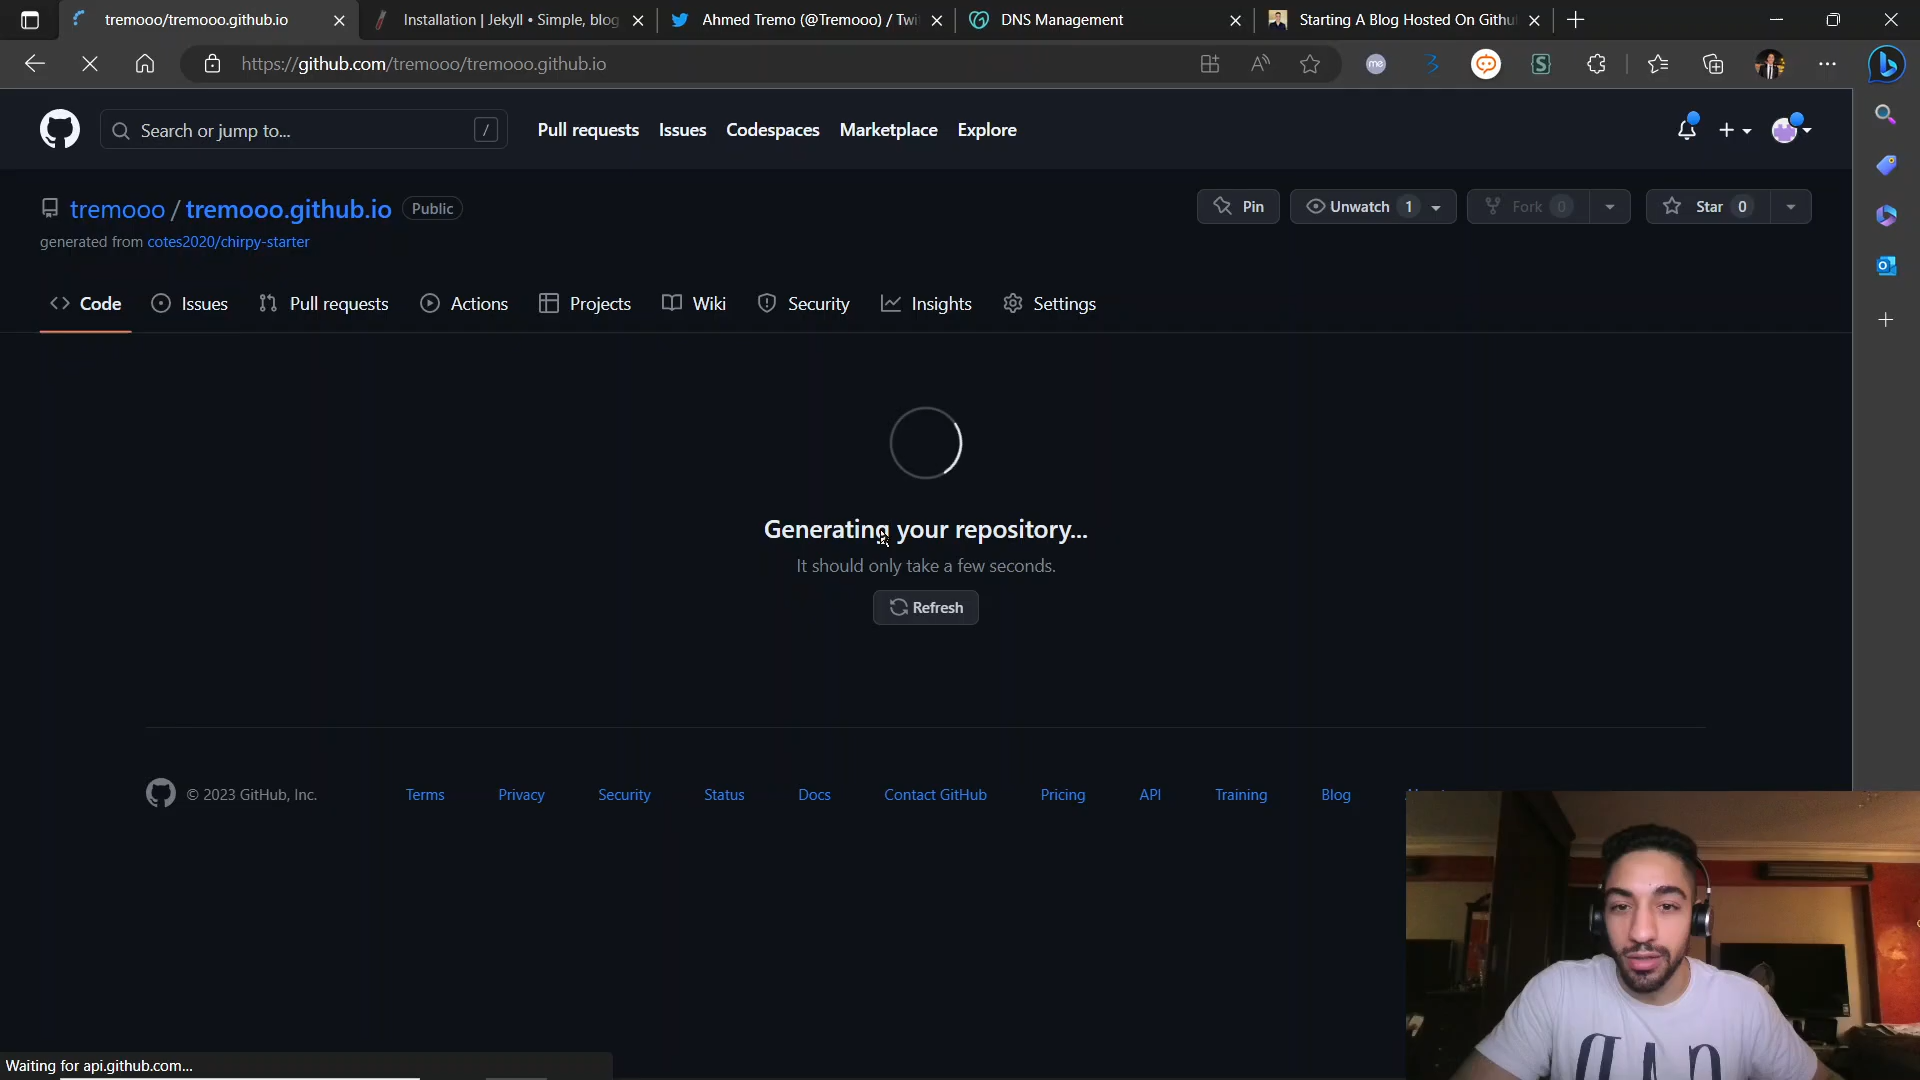 tremooo/tremooo.github.io
Installation | Jekyll • Simple, blog
Ahmed Tremo (@Tremooo) / Twi
DNS Management
Starting A Blog Hosted On Githu
https://github.com/tremooo/tremooo.github.io
me
Search or jump to...
/
Pull requests
Issues
Codespaces
Marketplace
Explore
tremooo / tremooo.github.io
Public
Pin
Unwatch 1
Fork 0
Star 0
generated from cotes2020/chirpy-starter
Code
Issues
Pull requests
Actions
Projects
Wiki
Security
Insights
Settings
Generating your repository...
It should only take a few seconds.
Refresh
© 2023 GitHub, Inc.
Terms
Privacy
Security
Status
Docs
Contact GitHub
Pricing
API
Training
Blog
Waiting for api.github.com...